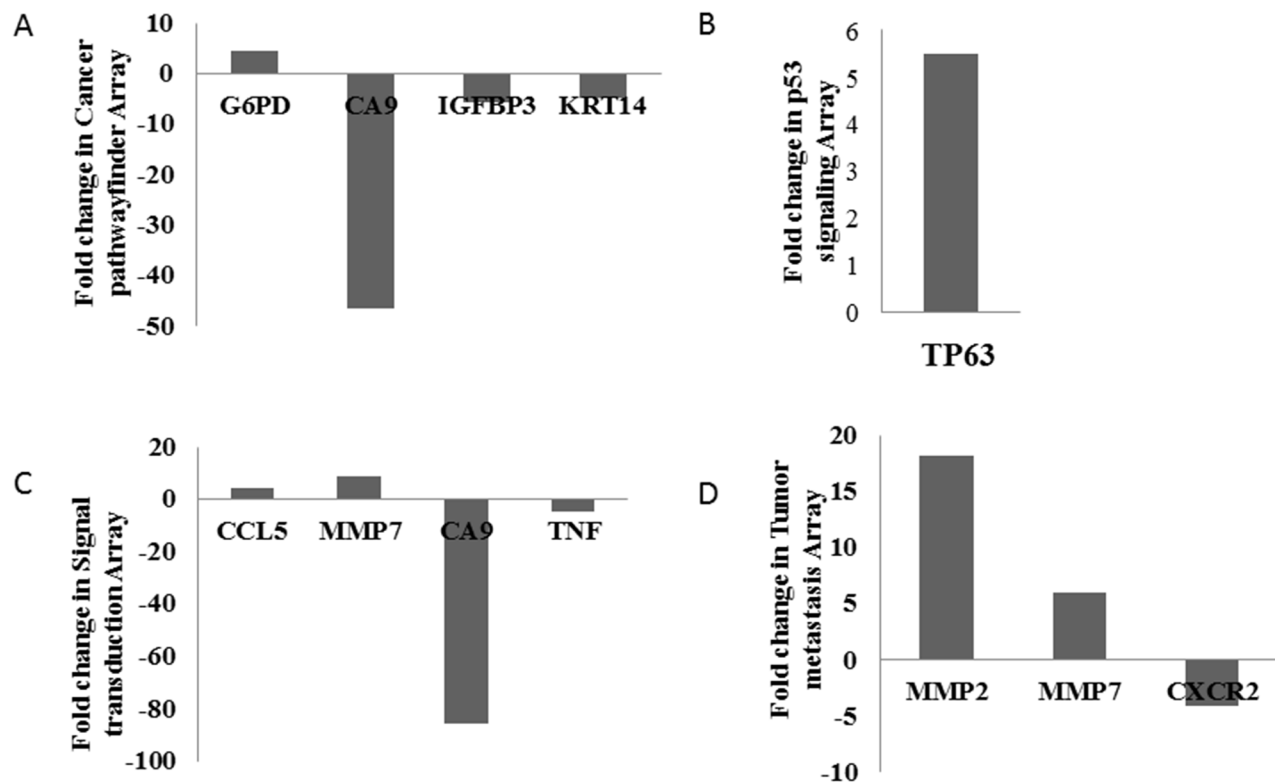 A
Fold change in Cancer
pathwayfinder Array
10
0
-10
-20
-30
-40
-50
G6PD CA9 IGFBP3 KRT14
B
Fold change in p53
signaling Array
6
5
4
3
2
1
0
TP63
C
Fold change in Signal
transduction Array
20
0
-20
-40
-60
-80
-100
CCL5 MMP7 CA9 TNF
D
Fold change in Tumor
metastasis Array
20
15
10
5
0
-5
-10
MMP2 MMP7 CXCR2